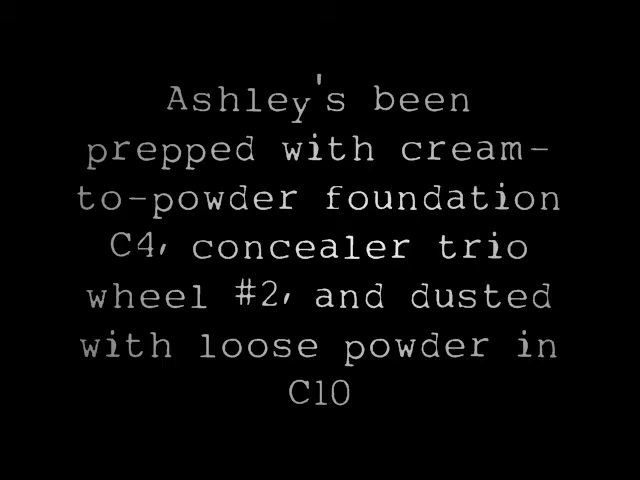 Ashley's been
prepped with cream-
to-powder foundation
C4, concealer trio
wheel #2, and dusted
with loose powder in
C10